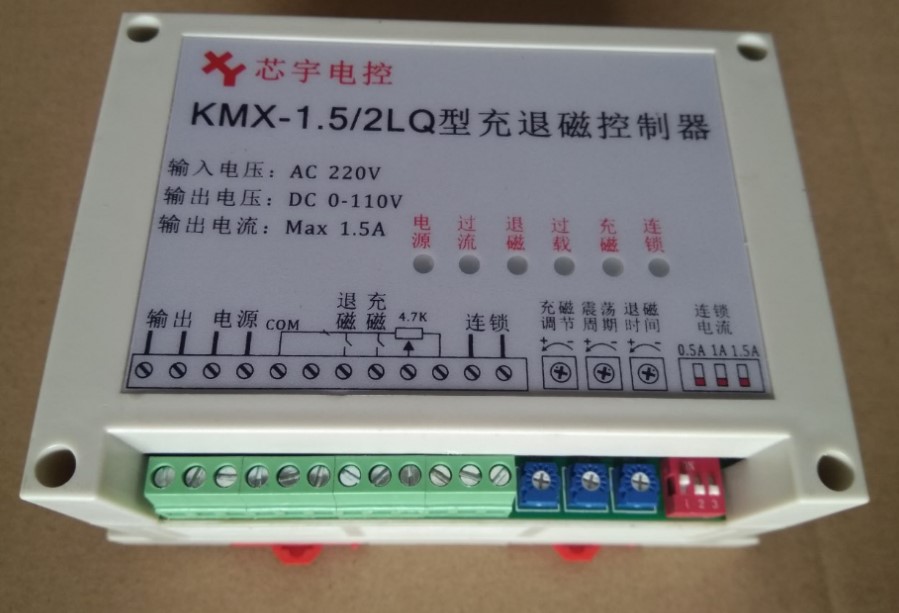 XY 芯宇电控
KMX-1.5/2LQ型充退磁控制器
输入电压: AC 220V
输出电压: DC 0-110V
输出电流: Max 1.5A
电源 过流 退磁 过载 充磁 连锁
输出 电源 COM 退磁 充磁 4.7K 连锁
充磁调节 震荡周期 退磁时间 连锁电流
0.5A 1A 1.5A
1 2 3